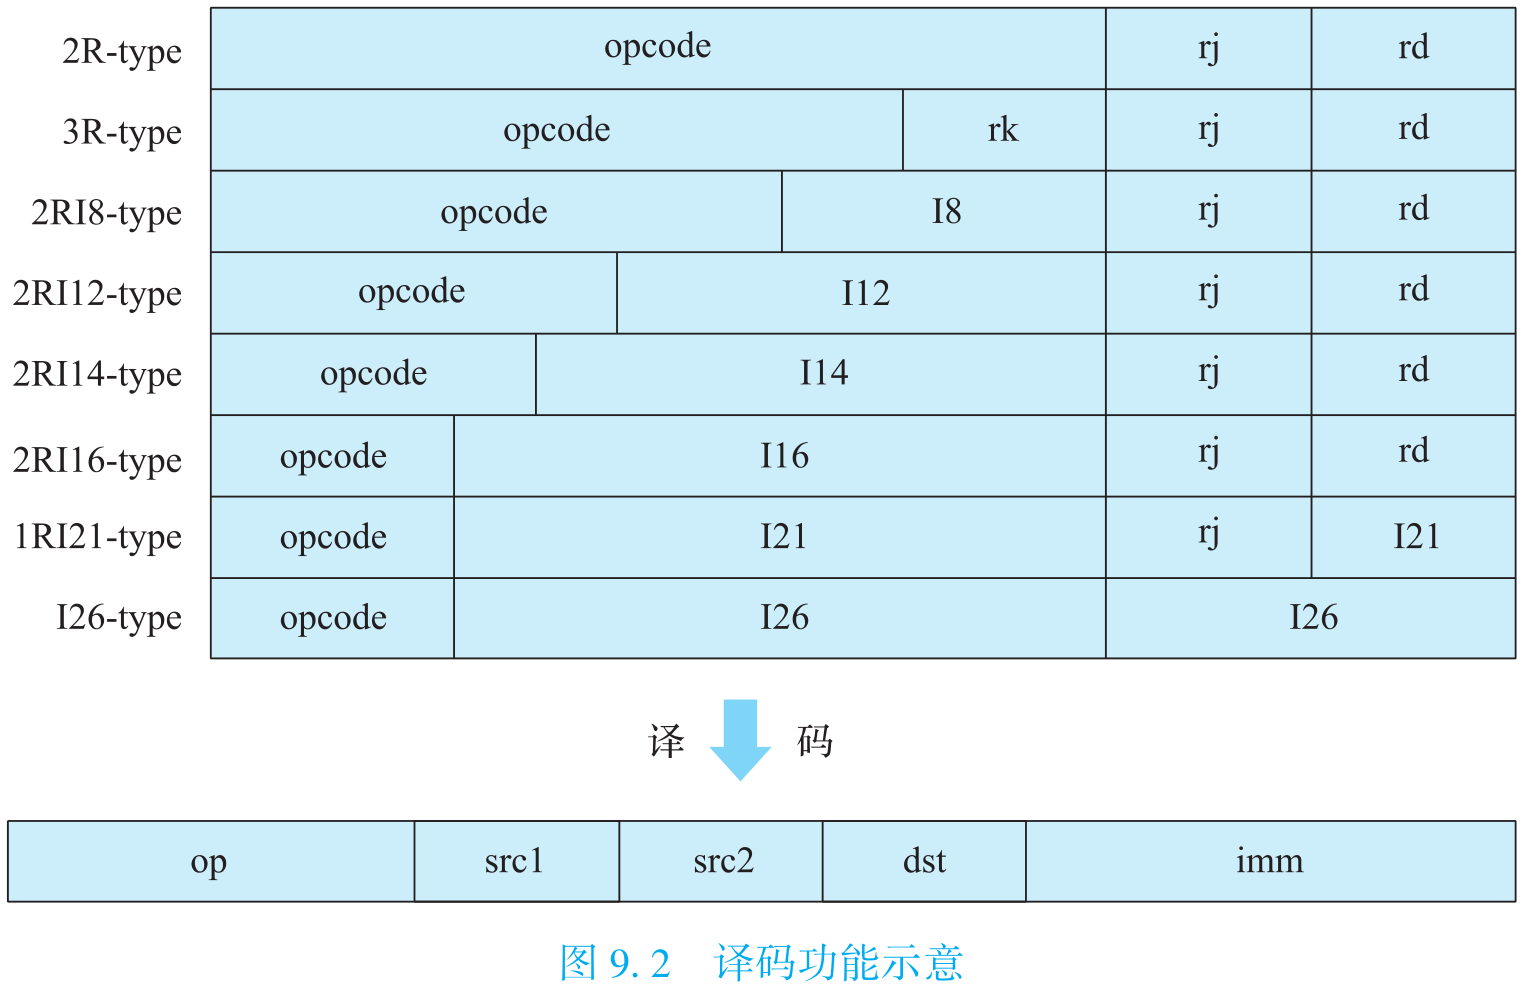 2R-type opcode rj rd
3R-type opcode rk rj rd
2RI8-type opcode I8 rj rd
2RI12-type opcode I12 rj rd
2RI14-type opcode I14 rj rd
2RI16-type opcode I16 rj rd
1RI21-type opcode I21 rj I21
I26-type opcode I26 I26
译 码
op src1 src2 dst imm
图 9. 2 译码功能示意